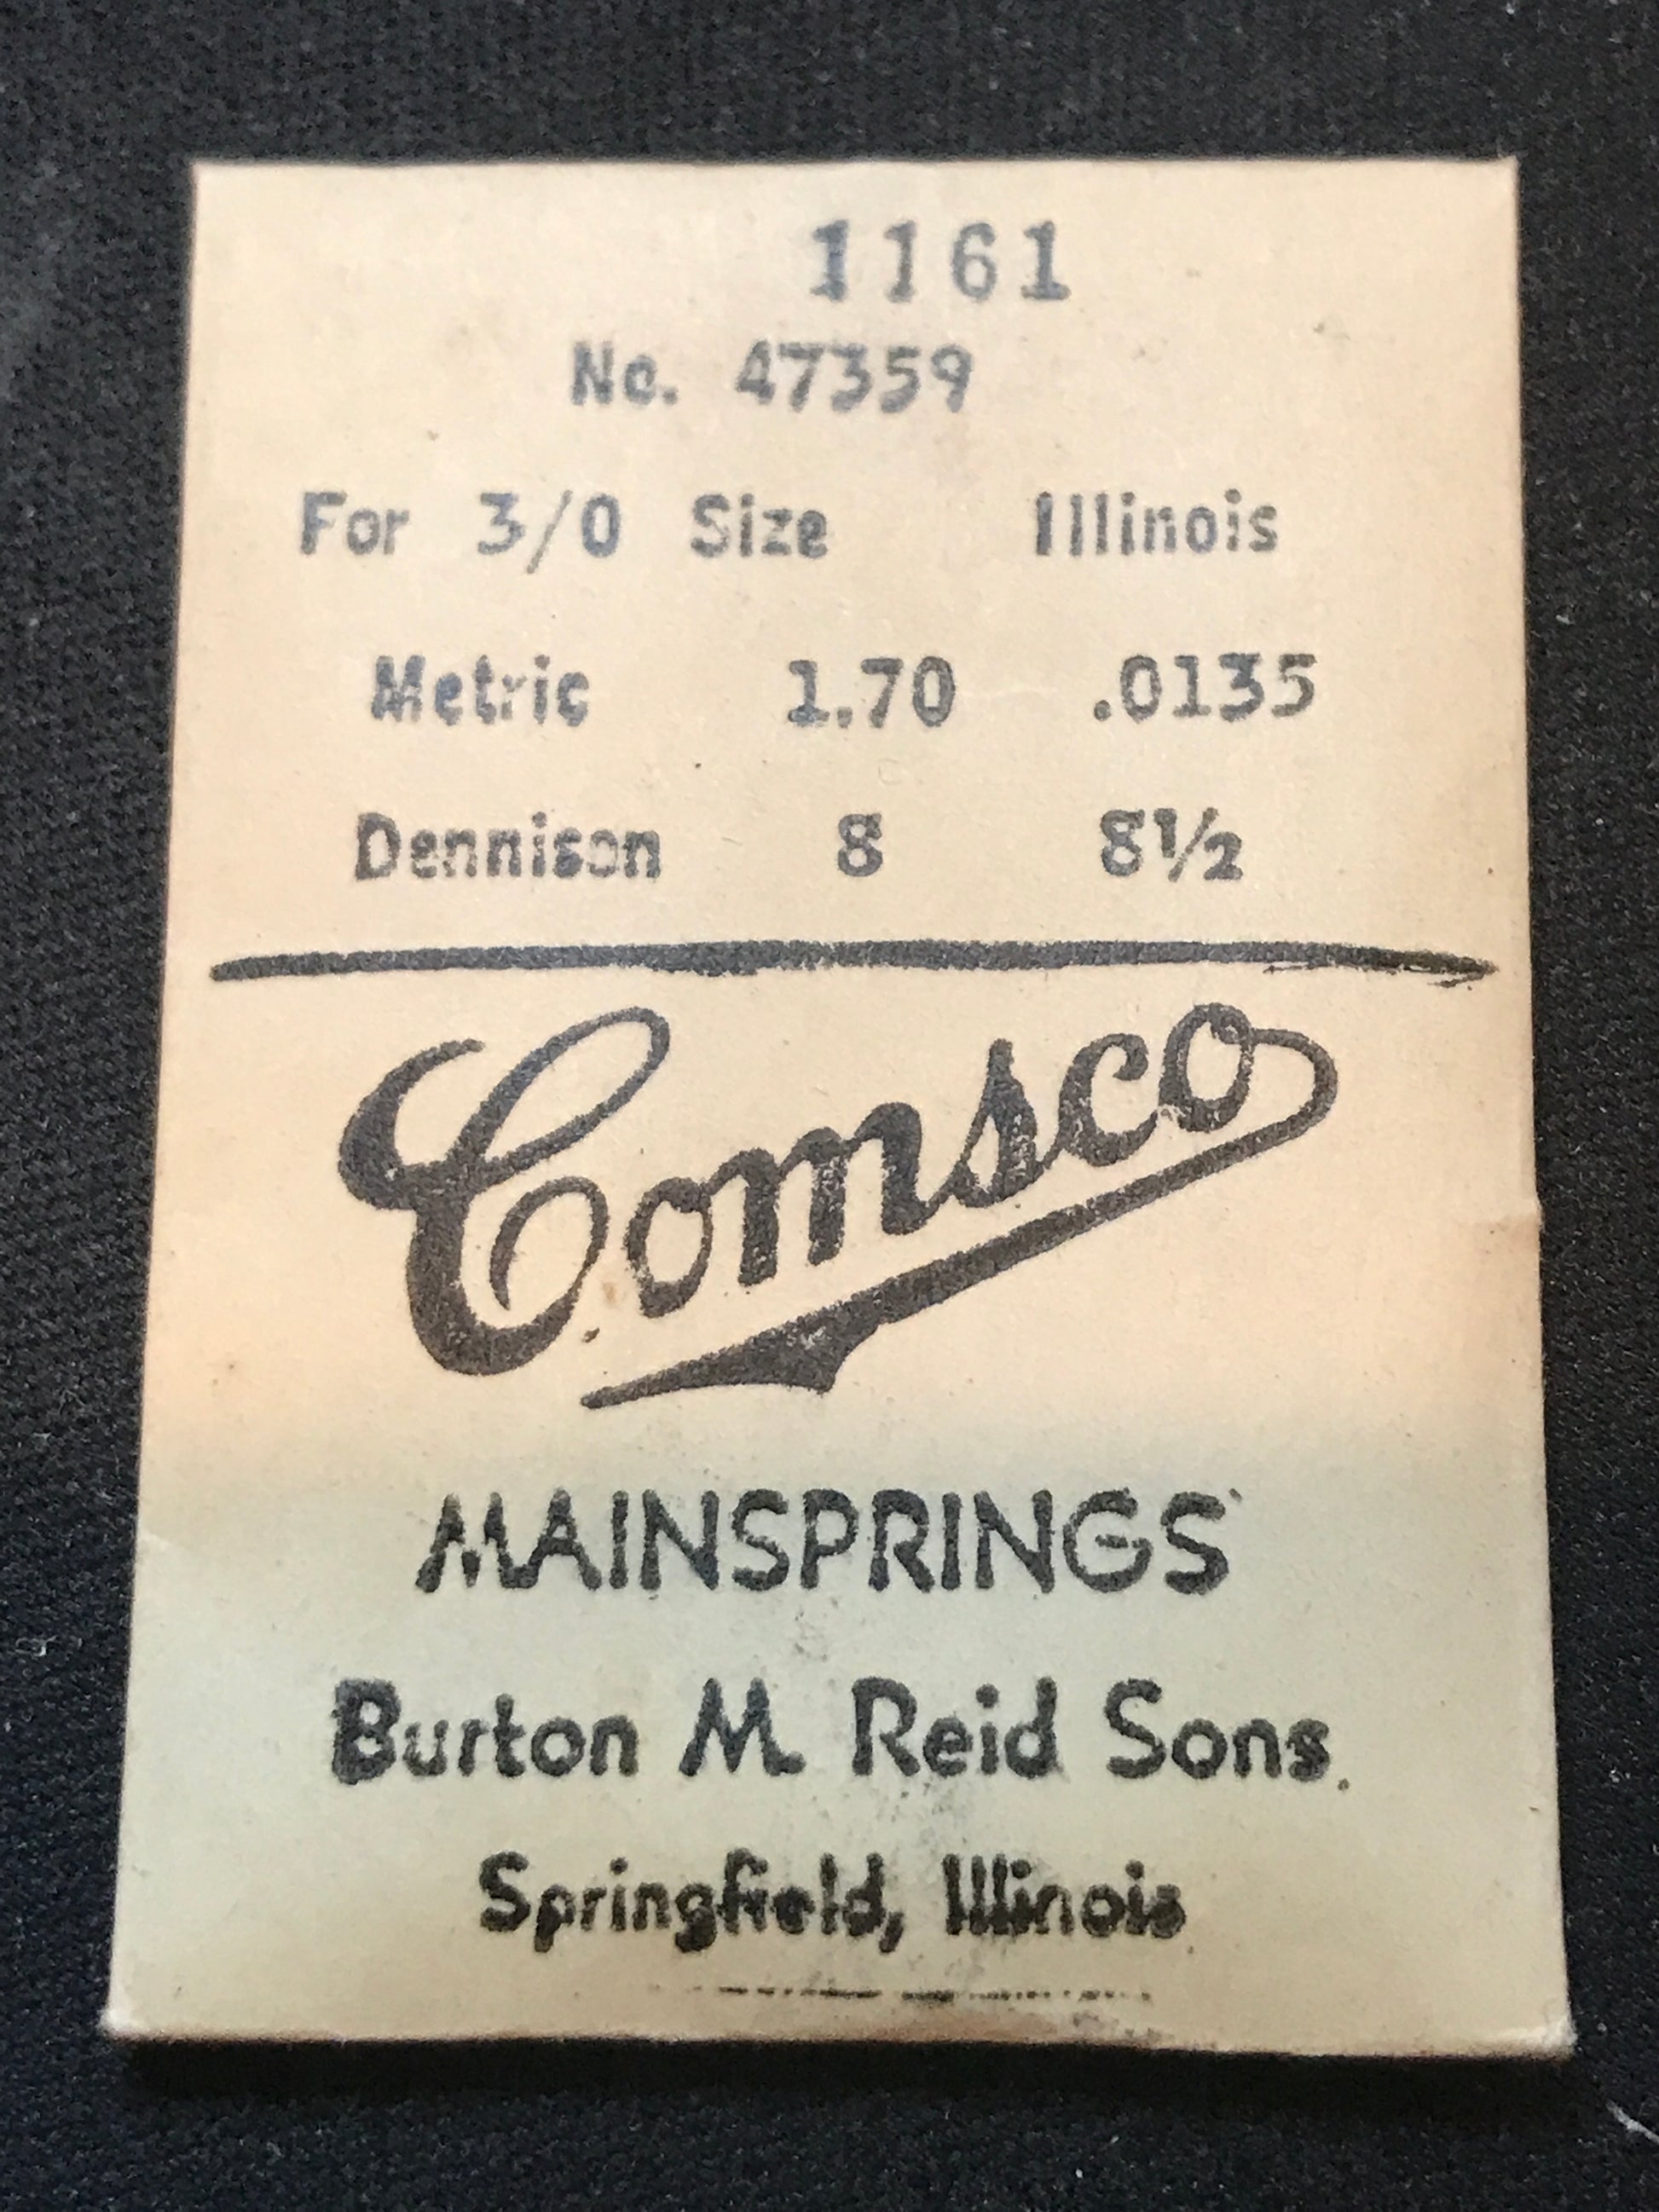 1161
No. 47359
For 3/0 Size Illinois
Metric 1.70 .0135
Dennison 8 8½
Comsco
MAINSPRINGS
Burton M. Reid Sons.
Springfield, Illinois